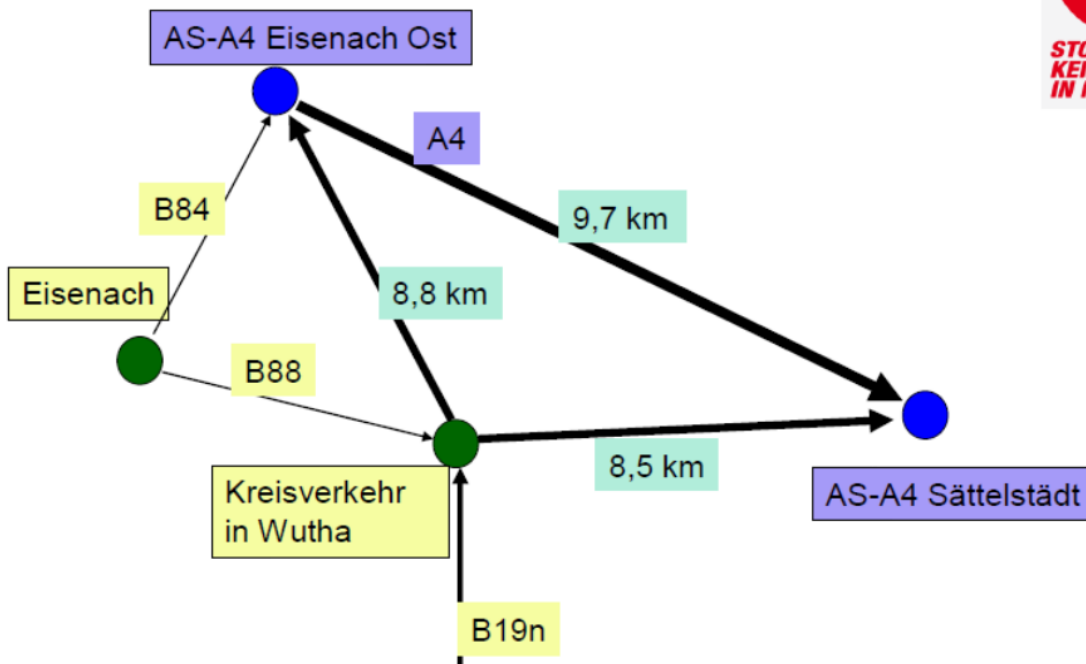 AS-A4 Eisenach Ost
A4
B84
9,7 km
Eisenach
8,8 km
B88
8,5 km
Kreisverkehr
in Wutha
AS-A4 Sättelstädt
B19n
IN